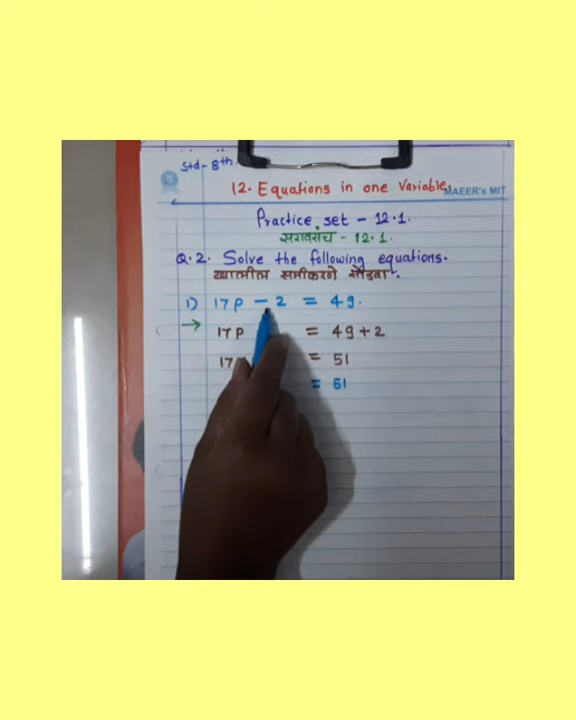 Std- 8th
12. Equations in one Variable.
MAEER's MIT
Practice set - 12.1.
सरावसंच - 12.1.
Q.2. Solve the following equations.
खालील समीकरणे सोडवा.
1) 17p - 2 = 49.
→ 17p = 49+2
17 = 51
= 51